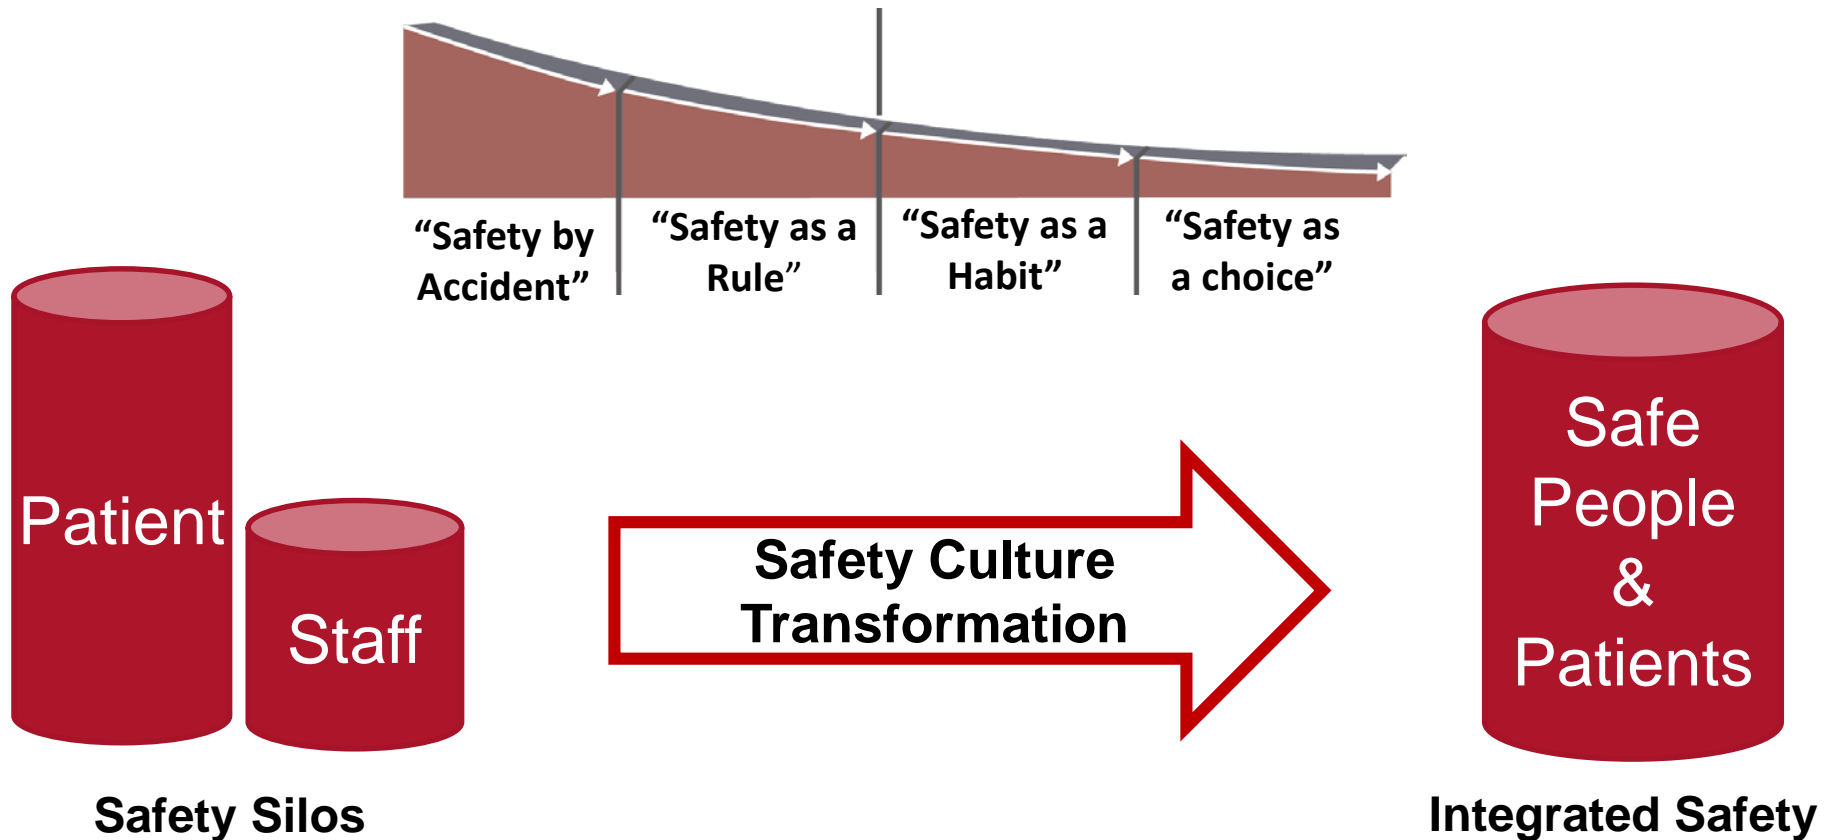 “Safety by
Accident”
“Safety as a
Rule”
“Safety as a
Habit”
“Safety as
a choice”
Patient
Staff
Safety Silos
Safety Culture
Transformation
Safe
People
&
Patients
Integrated Safety